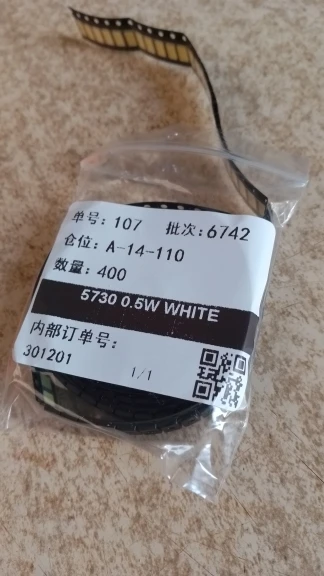 单号: 107 批次:6742
仓位: A-14-110
数量: 400
5730 0.5W WHITE
内部订单号:
301201
1/1